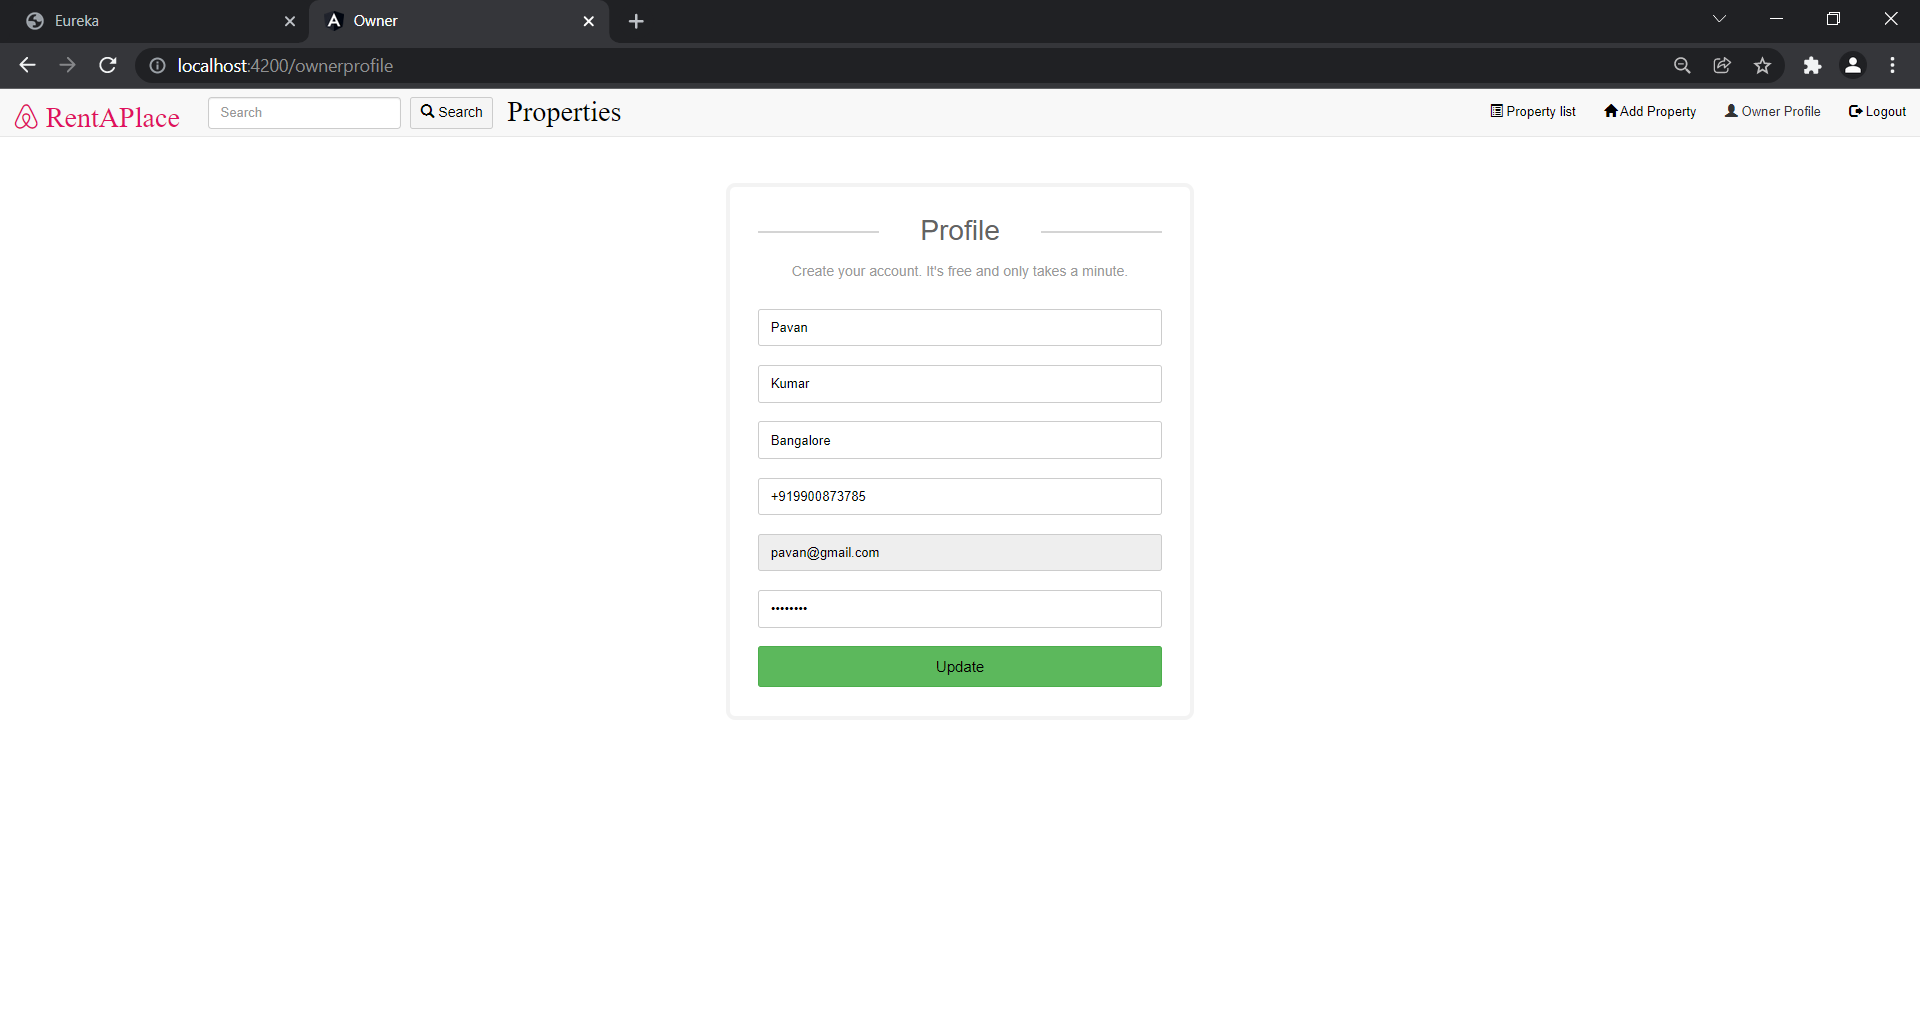 Eureka
Owner
localhost:4200/ownerprofile
RentAPlace
Search
Search
Properties
Property list
Add Property
Owner Profile
Logout
Profile
Create your account. It's free and only takes a minute.
Pavan
Kumar
Bangalore
+919900873785
pavan@gmail.com
••••••••
Update